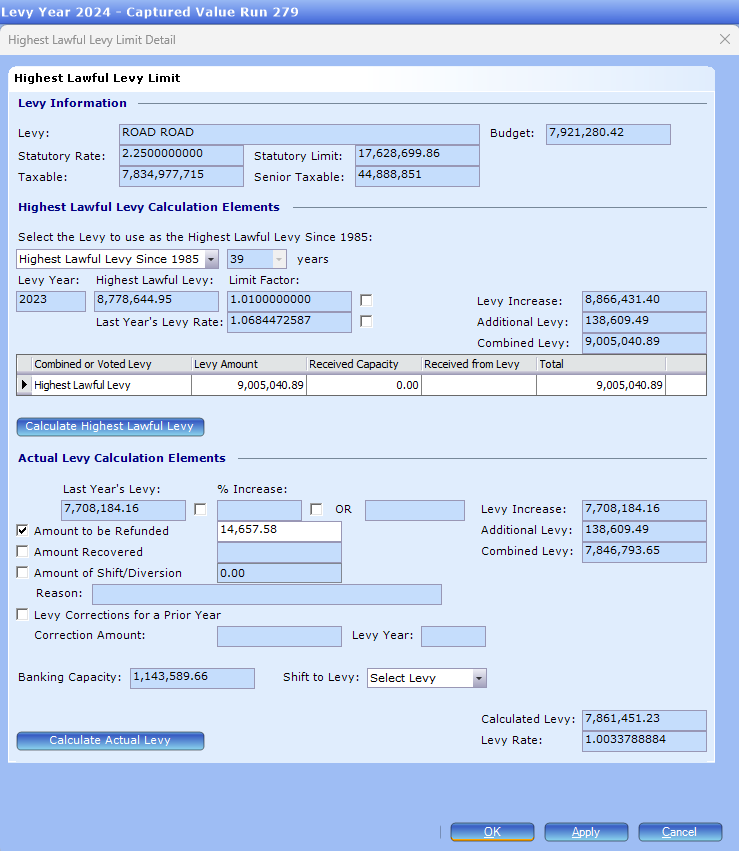 Levy Year 2024 - Captured Value Run 279
Highest Lawful Levy Limit Detail
Highest Lawful Levy Limit
Levy Information
Levy: ROAD ROAD Budget: 7,921,280.42
Statutory Rate: 2.2500000000 Statutory Limit: 17,628,699.86
Taxable: 7,834,977,715 Senior Taxable: 44,888,851
Highest Lawful Levy Calculation Elements
Select the Levy to use as the Highest Lawful Levy Since 1985:
Highest Lawful Levy Since 1985 39 years
Levy Year: Highest Lawful Levy: Limit Factor:
2023 8,778,644.95 1.0100000000 Levy Increase: 8,866,431.40
Last Year's Levy Rate: 1.0684472587 Additional Levy: 138,609.49
Combined Levy: 9,005,040.89
Combined or Voted Levy Levy Amount Received Capacity Received from Levy Total
Highest Lawful Levy 9,005,040.89 0.00 9,005,040.89
Calculate Highest Lawful Levy
Actual Levy Calculation Elements
Last Year's Levy: % Increase:
7,708,184.16 OR Levy Increase: 7,708,184.16
Amount to be Refunded 14,657.58 Additional Levy: 138,609.49
Amount Recovered Combined Levy: 7,846,793.65
Amount of Shift/Diversion 0.00
Reason:
Levy Corrections for a Prior Year
Correction Amount: Levy Year:
Banking Capacity: 1,143,589.66 Shift to Levy: Select Levy
Calculated Levy: 7,861,451.23
Calculate Actual Levy Levy Rate: 1.0033788884
OK Apply Cancel